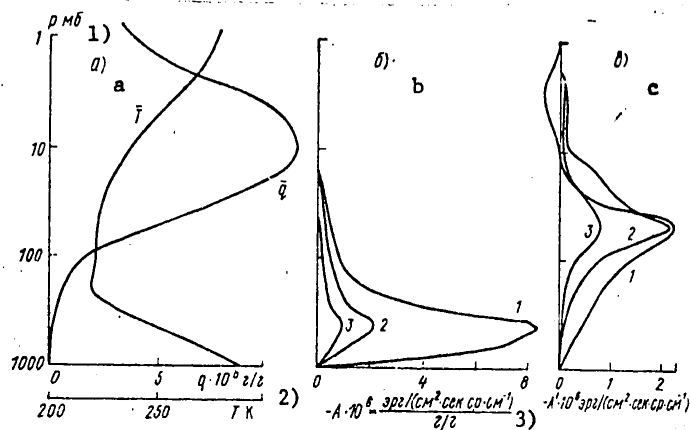 p мб 1)
1
a) б) в)
a b c
T̄
10
q̄
100
3 2 1
3 2 1
1000
0 5 q·10⁶ г/г
0 4 8
0 1 2
200 250 T K
2)
-A·10⁶ эрг/(см²·сек ср·см⁻¹)
г/г
3)
-A'·10⁶ эрг/(см²·сек·ср·см⁻¹)